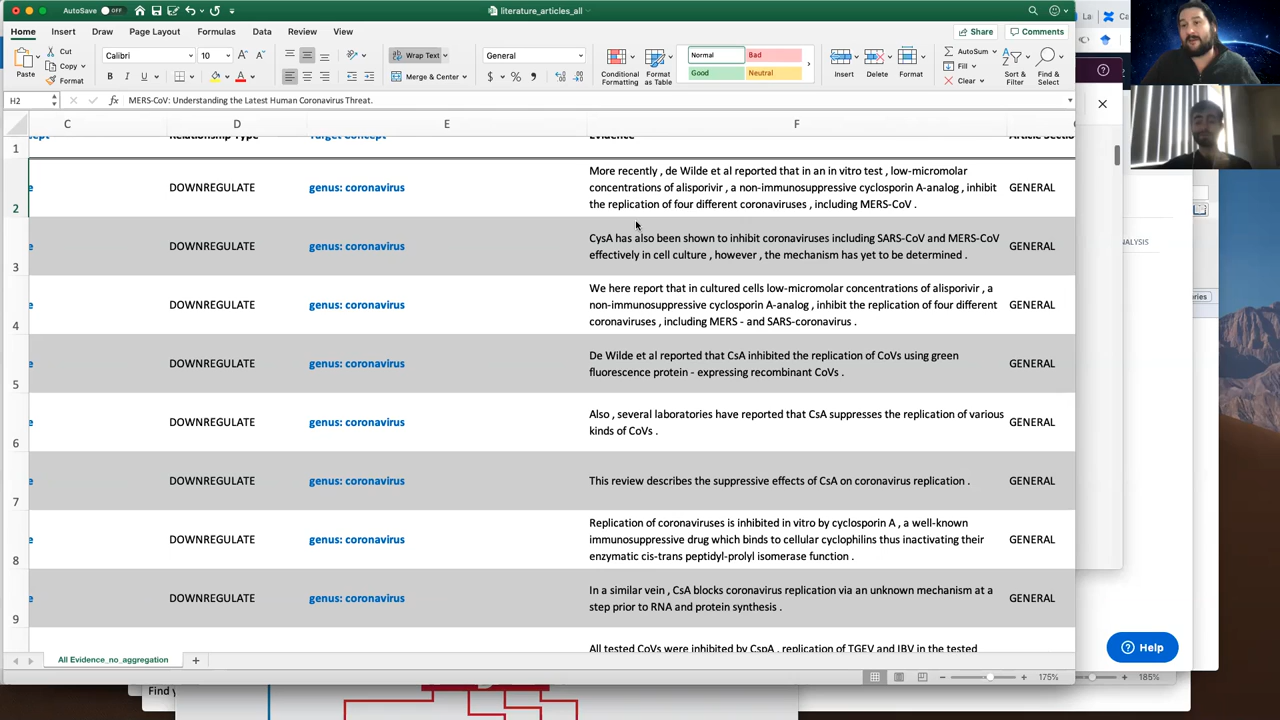 AutoSave OFF
literature_articles_all
Home Insert Draw Page Layout Formulas Data Review View
Share Comments
Paste Cut Copy Format
Calibri 10
Wrap Text
Merge & Center
General
Conditional Formatting
Format as Table
Normal Bad
Good Neutral
Insert Delete Format
AutoSum
Fill
Clear
Sort & Filter
Find & Select
H2 fx MERS-CoV: Understanding the Latest Human Coronavirus Threat.
C D E F
1 Relationship Type Target Concept Evidence
2 DOWNREGULATE genus: coronavirus
More recently , de Wilde et al reported that in an in vitro test , low-micromolar
concentrations of alisporivir , a non-immunosuppressive cyclosporin A-analog , inhibit
the replication of four different coronaviruses , including MERS-CoV .
GENERAL
3 DOWNREGULATE genus: coronavirus
CysA has also been shown to inhibit coronaviruses including SARS-CoV and MERS-CoV
effectively in cell culture , however , the mechanism has yet to be determined .
GENERAL
4 DOWNREGULATE genus: coronavirus
We here report that in cultured cells low-micromolar concentrations of alisporivir , a
non-immunosuppressive cyclosporin A-analog , inhibit the replication of four different
coronaviruses , including MERS - and SARS-coronavirus .
GENERAL
5 DOWNREGULATE genus: coronavirus
De Wilde et al reported that CsA inhibited the replication of CoVs using green
fluorescence protein - expressing recombinant CoVs .
GENERAL
6 DOWNREGULATE genus: coronavirus
Also , several laboratories have reported that CsA suppresses the replication of various
kinds of CoVs .
GENERAL
7 DOWNREGULATE genus: coronavirus
This review describes the suppressive effects of CsA on coronavirus replication .
GENERAL
8 DOWNREGULATE genus: coronavirus
Replication of coronaviruses is inhibited in vitro by cyclosporin A , a well-known
immunosuppressive drug which binds to cellular cyclophilins thus inactivating their
enzymatic cis-trans peptidyl-prolyl isomerase function .
GENERAL
9 DOWNREGULATE genus: coronavirus
In a similar vein , CsA blocks coronavirus replication via an unknown mechanism at a
step prior to RNA and protein synthesis .
GENERAL
All tested CoVs were inhibited by CspA , replication of TGEV and IBV in the tested
All Evidence_no_aggregation
175%
185%
Help